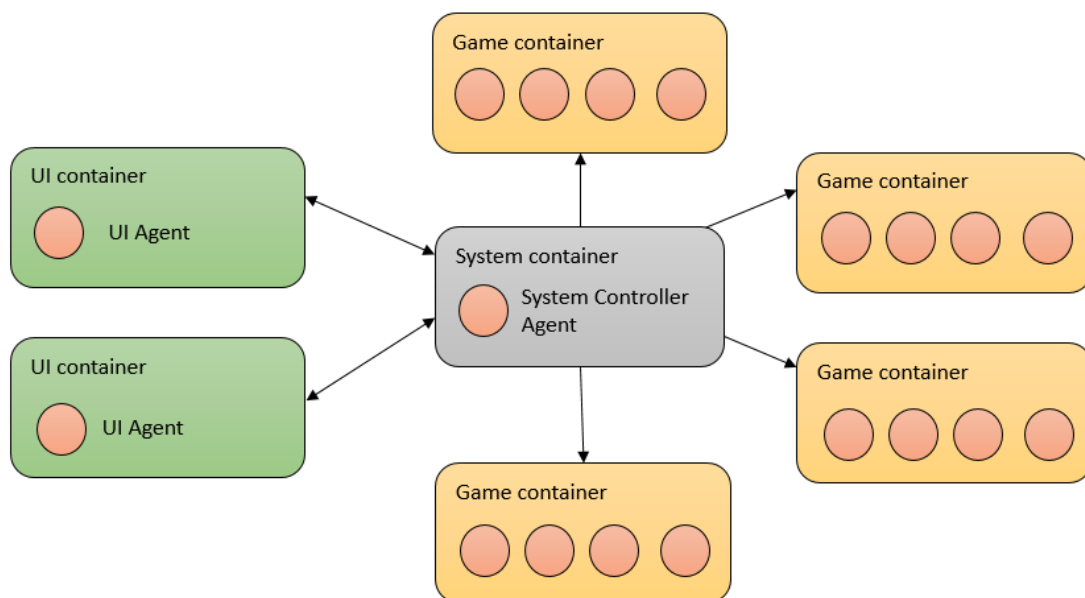 Game container
UI container
UI Agent
Game container
System container
System Controller
Agent
UI container
UI Agent
Game container
Game container